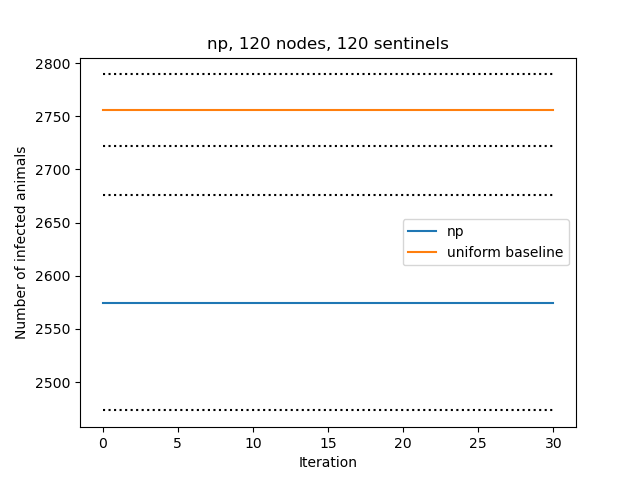 np, 120 nodes, 120 sentinels
2800
2750
2700
2650
2600
2550
2500
Number of infected animals
np
uniform baseline
0 5 10 15 20 25 30
Iteration